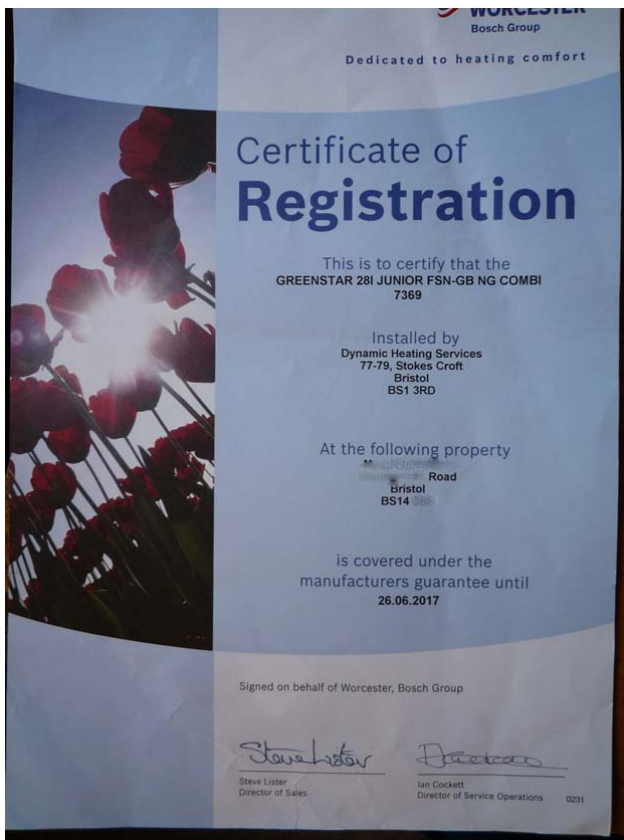 WORCESTER
Bosch Group
Dedicated to heating comfort
Certificate of
Registration
This is to certify that the
GREENSTAR 28I JUNIOR FSN-GB NG COMBI
7369
Installed by
Dynamic Heating Services
77-79, Stokes Croft
Bristol
BS1 3RD
At the following property
Road
Bristol
BS14
is covered under the
manufacturers guarantee until
26.06.2017
Signed on behalf of Worcester, Bosch Group
Steve Lister
Steve Lister
Director of Sales
Ian Cockett
Director of Service Operations
0231